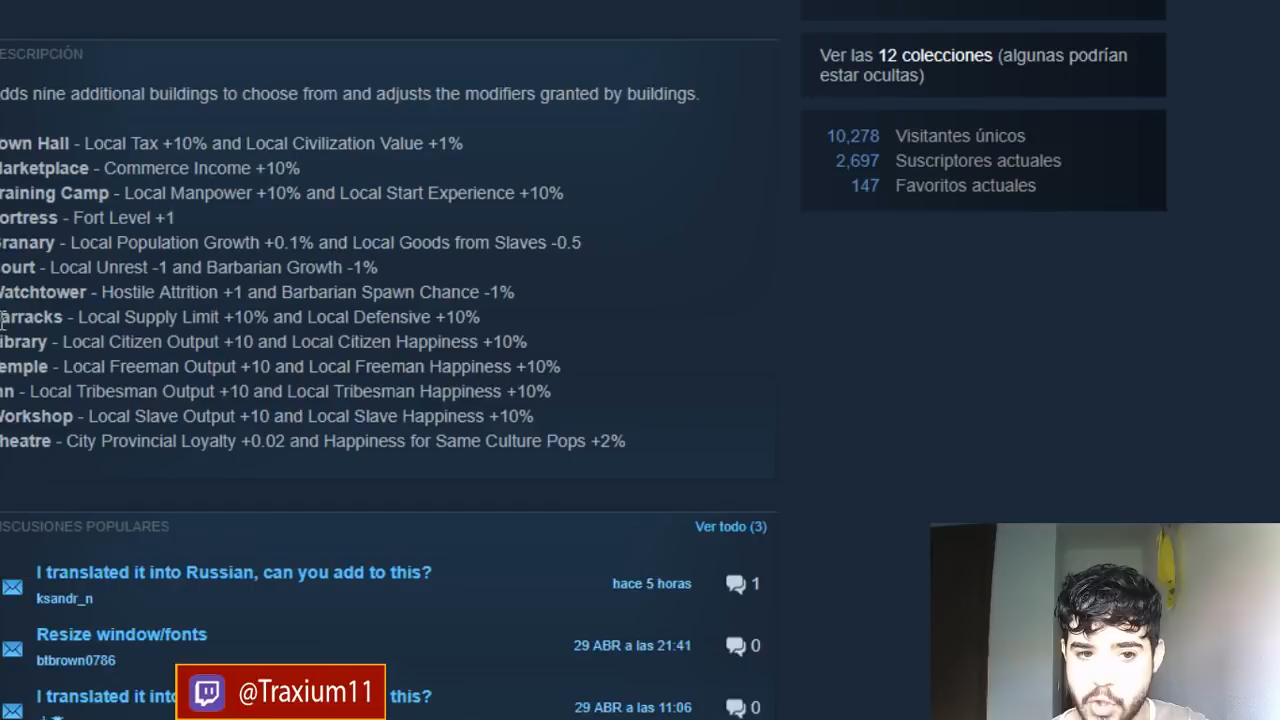 ESCRIPCIÓN
dds nine additional buildings to choose from and adjusts the modifiers granted by buildings.
own Hall - Local Tax +10% and Local Civilization Value +1%
arketplace - Commerce Income +10%
raining Camp - Local Manpower +10% and Local Start Experience +10%
ortress - Fort Level +1
ranary - Local Population Growth +0.1% and Local Goods from Slaves -0.5
ourt - Local Unrest -1 and Barbarian Growth -1%
Watchtower - Hostile Attrition +1 and Barbarian Spawn Chance -1%
arracks - Local Supply Limit +10% and Local Defensive +10%
ibrary - Local Citizen Output +10 and Local Citizen Happiness +10%
emple - Local Freeman Output +10 and Local Freeman Happiness +10%
nn - Local Tribesman Output +10 and Local Tribesman Happiness +10%
Workshop - Local Slave Output +10 and Local Slave Happiness +10%
heatre - City Provincial Loyalty +0.02 and Happiness for Same Culture Pops +2%
Ver las 12 colecciones (algunas podrían
estar ocultas)
10,278 Visitantes únicos
2,697 Suscriptores actuales
147 Favoritos actuales
ISCUSIONES POPULARES
Ver todo (3)
I translated it into Russian, can you add to this?
ksandr_n
hace 5 horas
1
Resize window/fonts
btbrown0786
29 ABR a las 21:41
0
I translated it into
this?
29 ABR a las 11:06
0
@Traxium11